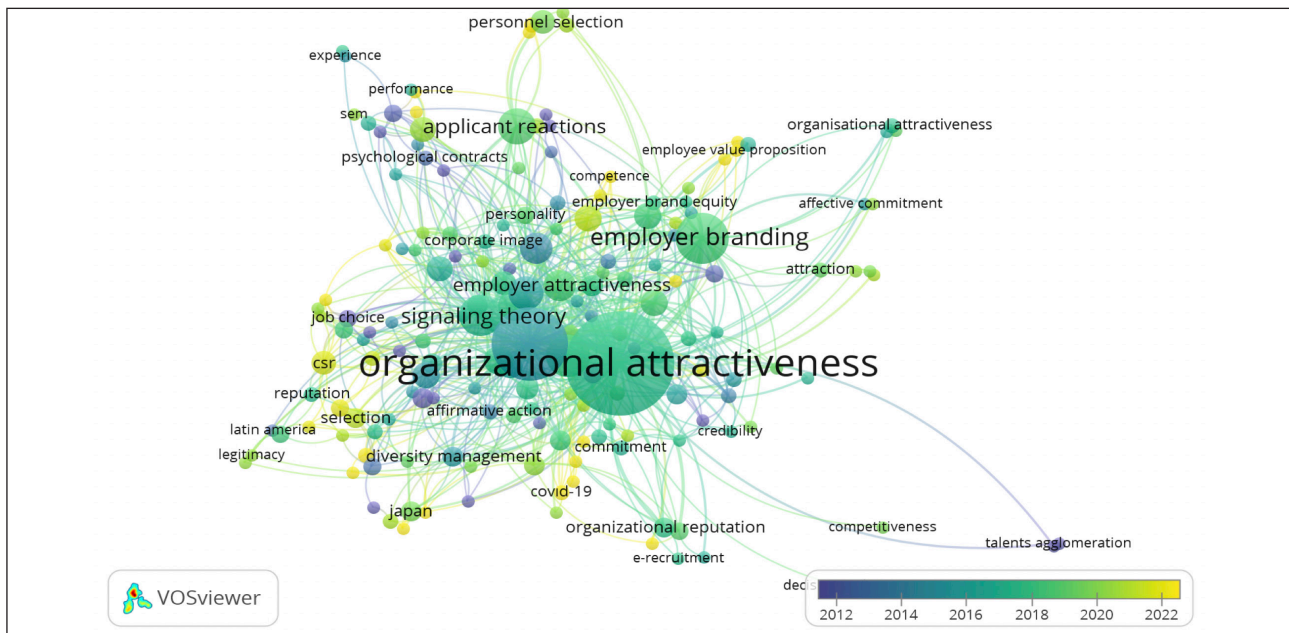 personnel selection
experience
performance
sem
applicant reactions
organisational attractiveness
psychological contracts
employee value proposition
competence
personality
employer brand equity
affective commitment
corporate image
employer branding
attraction
employer attractiveness
job choice
signaling theory
csr
organizational attractiveness
reputation
selection
affirmative action
latin america
credibility
legitimacy
diversity management
commitment
covid-19
japan
organizational reputation
competitiveness
talents agglomeration
e-recruitment
decis
VOSviewer
2012 2014 2016 2018 2020 2022